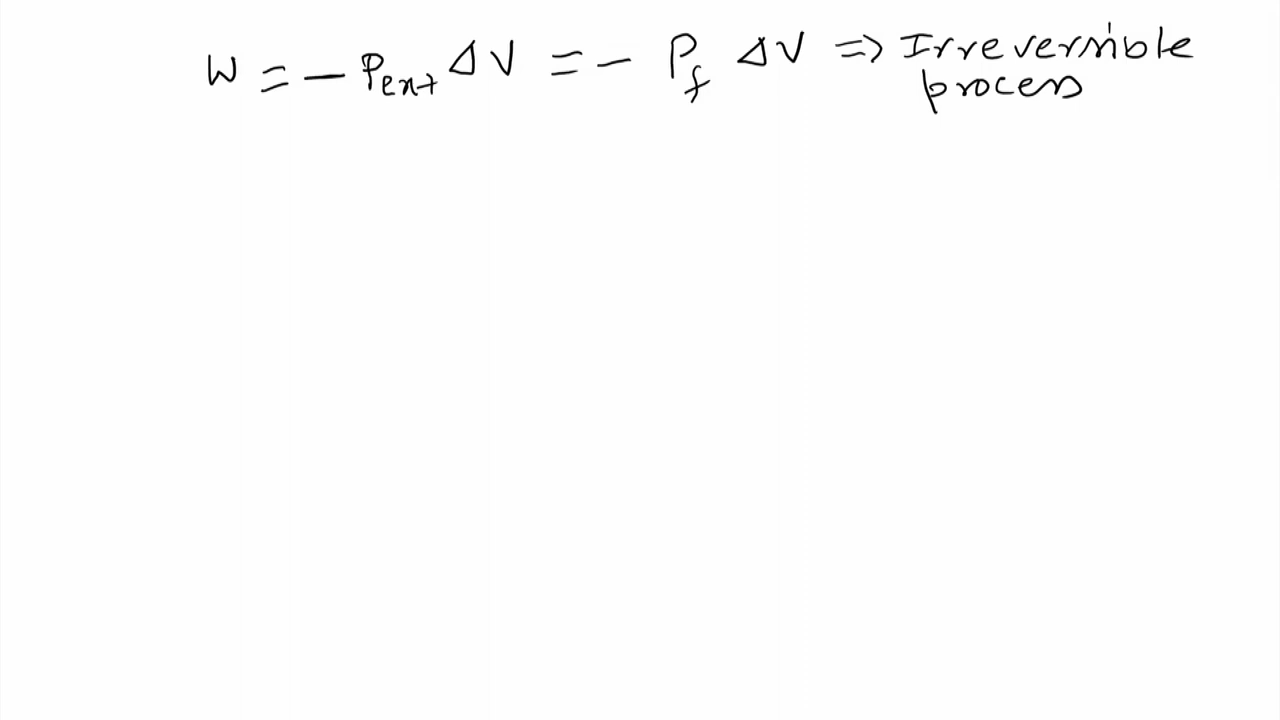 W = - Pext ΔV = - Pf ΔV => Irreversible
process